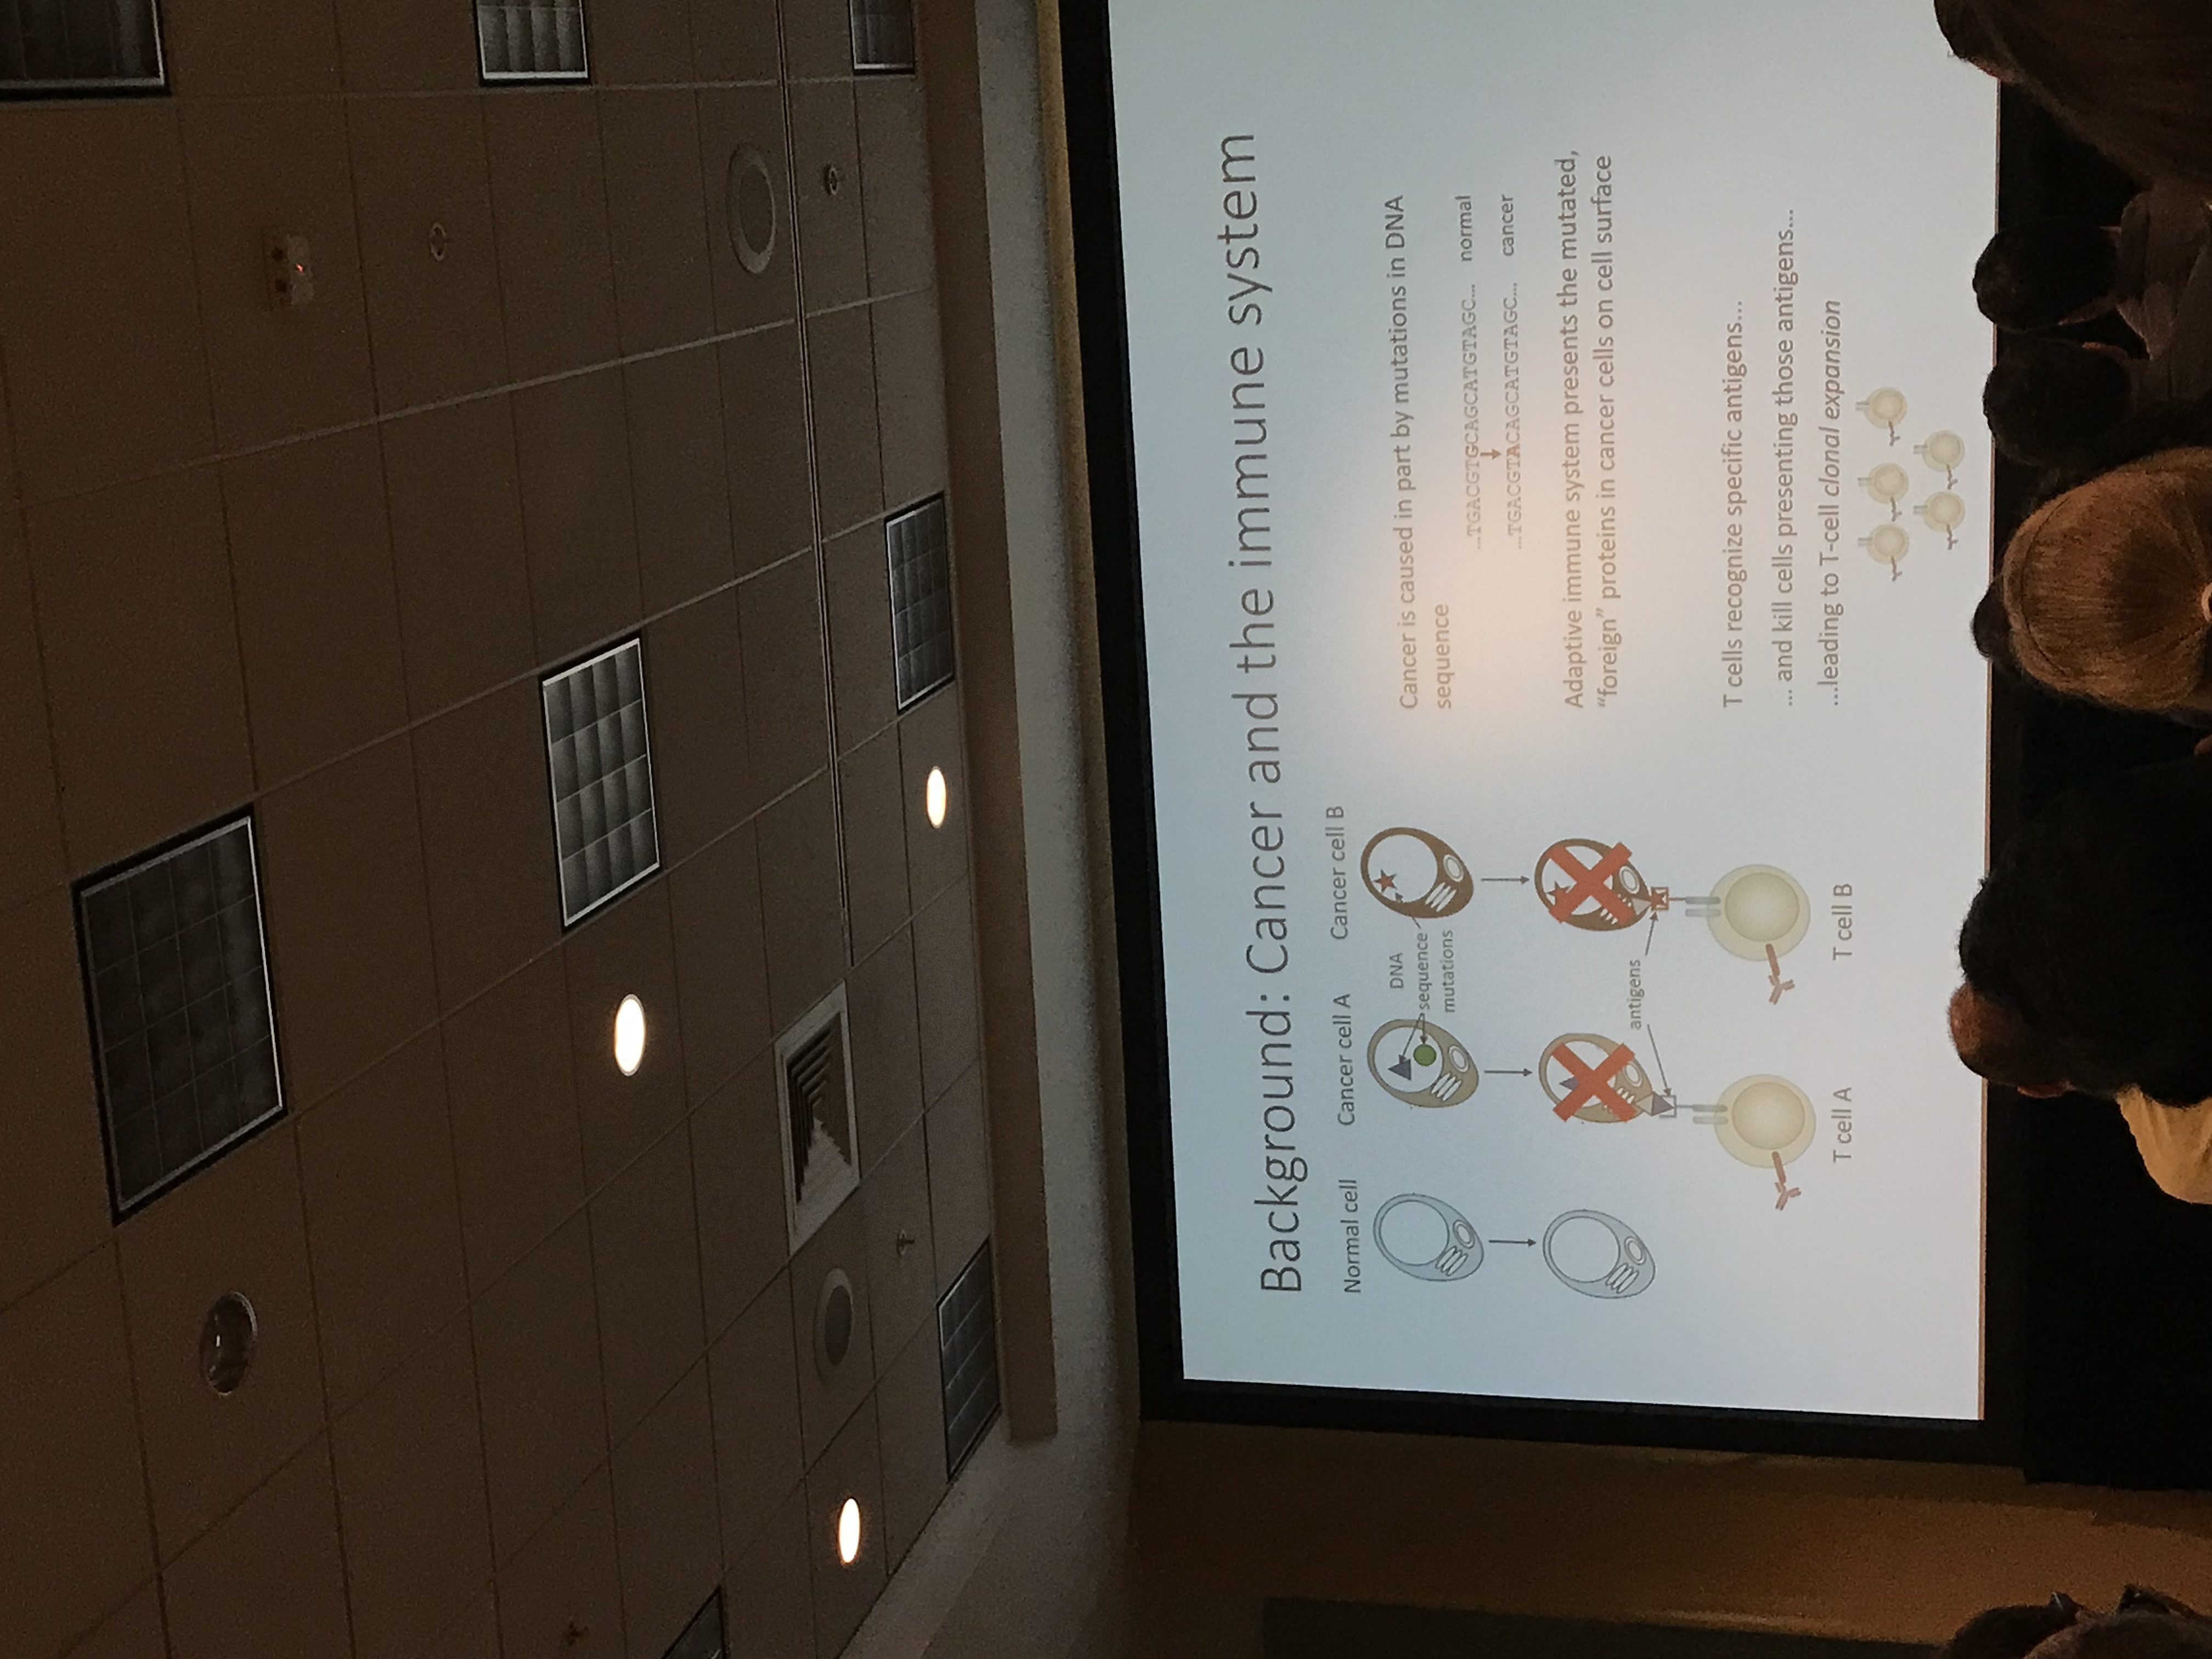 Background: Cancer and the immune system
Normal cell
Cancer cell A
Cancer cell B
DNA
sequence
mutations
antigens
T cell A
T cell B
Cancer is caused in part by mutations in DNA
sequence
...TGACGTGCAGCATGTAGC... normal
...TGACGTACAGCATGTAGC... cancer
Adaptive immune system presents the mutated,
“foreign” proteins in cancer cells on cell surface
T cells recognize specific antigens...
... and kill cells presenting those antigens...
...leading to T-cell clonal expansion